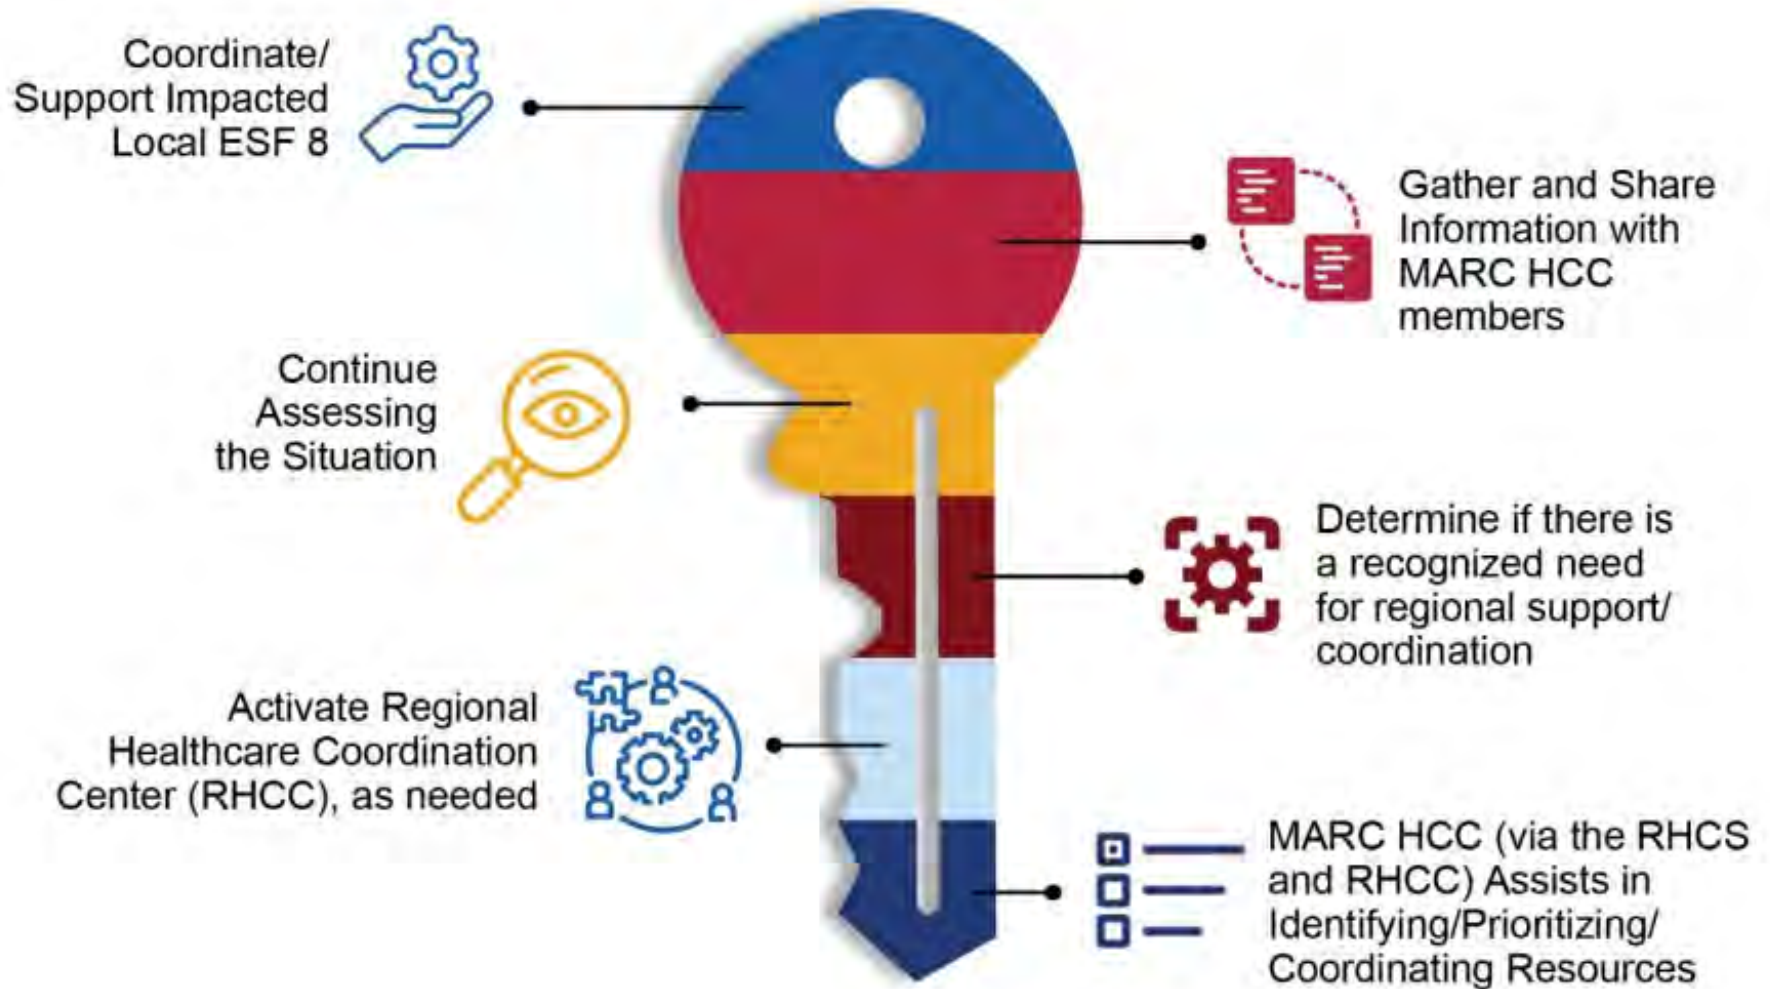 Coordinate/
Support Impacted
Local ESF 8
Gather and Share
Information with
MARC HCC
members
Continue
Assessing
the Situation
Determine if there is
a recognized need
for regional support/
coordination
Activate Regional
Healthcare Coordination
Center (RHCC), as needed
MARC HCC (via the RHCS
and RHCC) Assists in
Identifying/Prioritizing/
Coordinating Resources